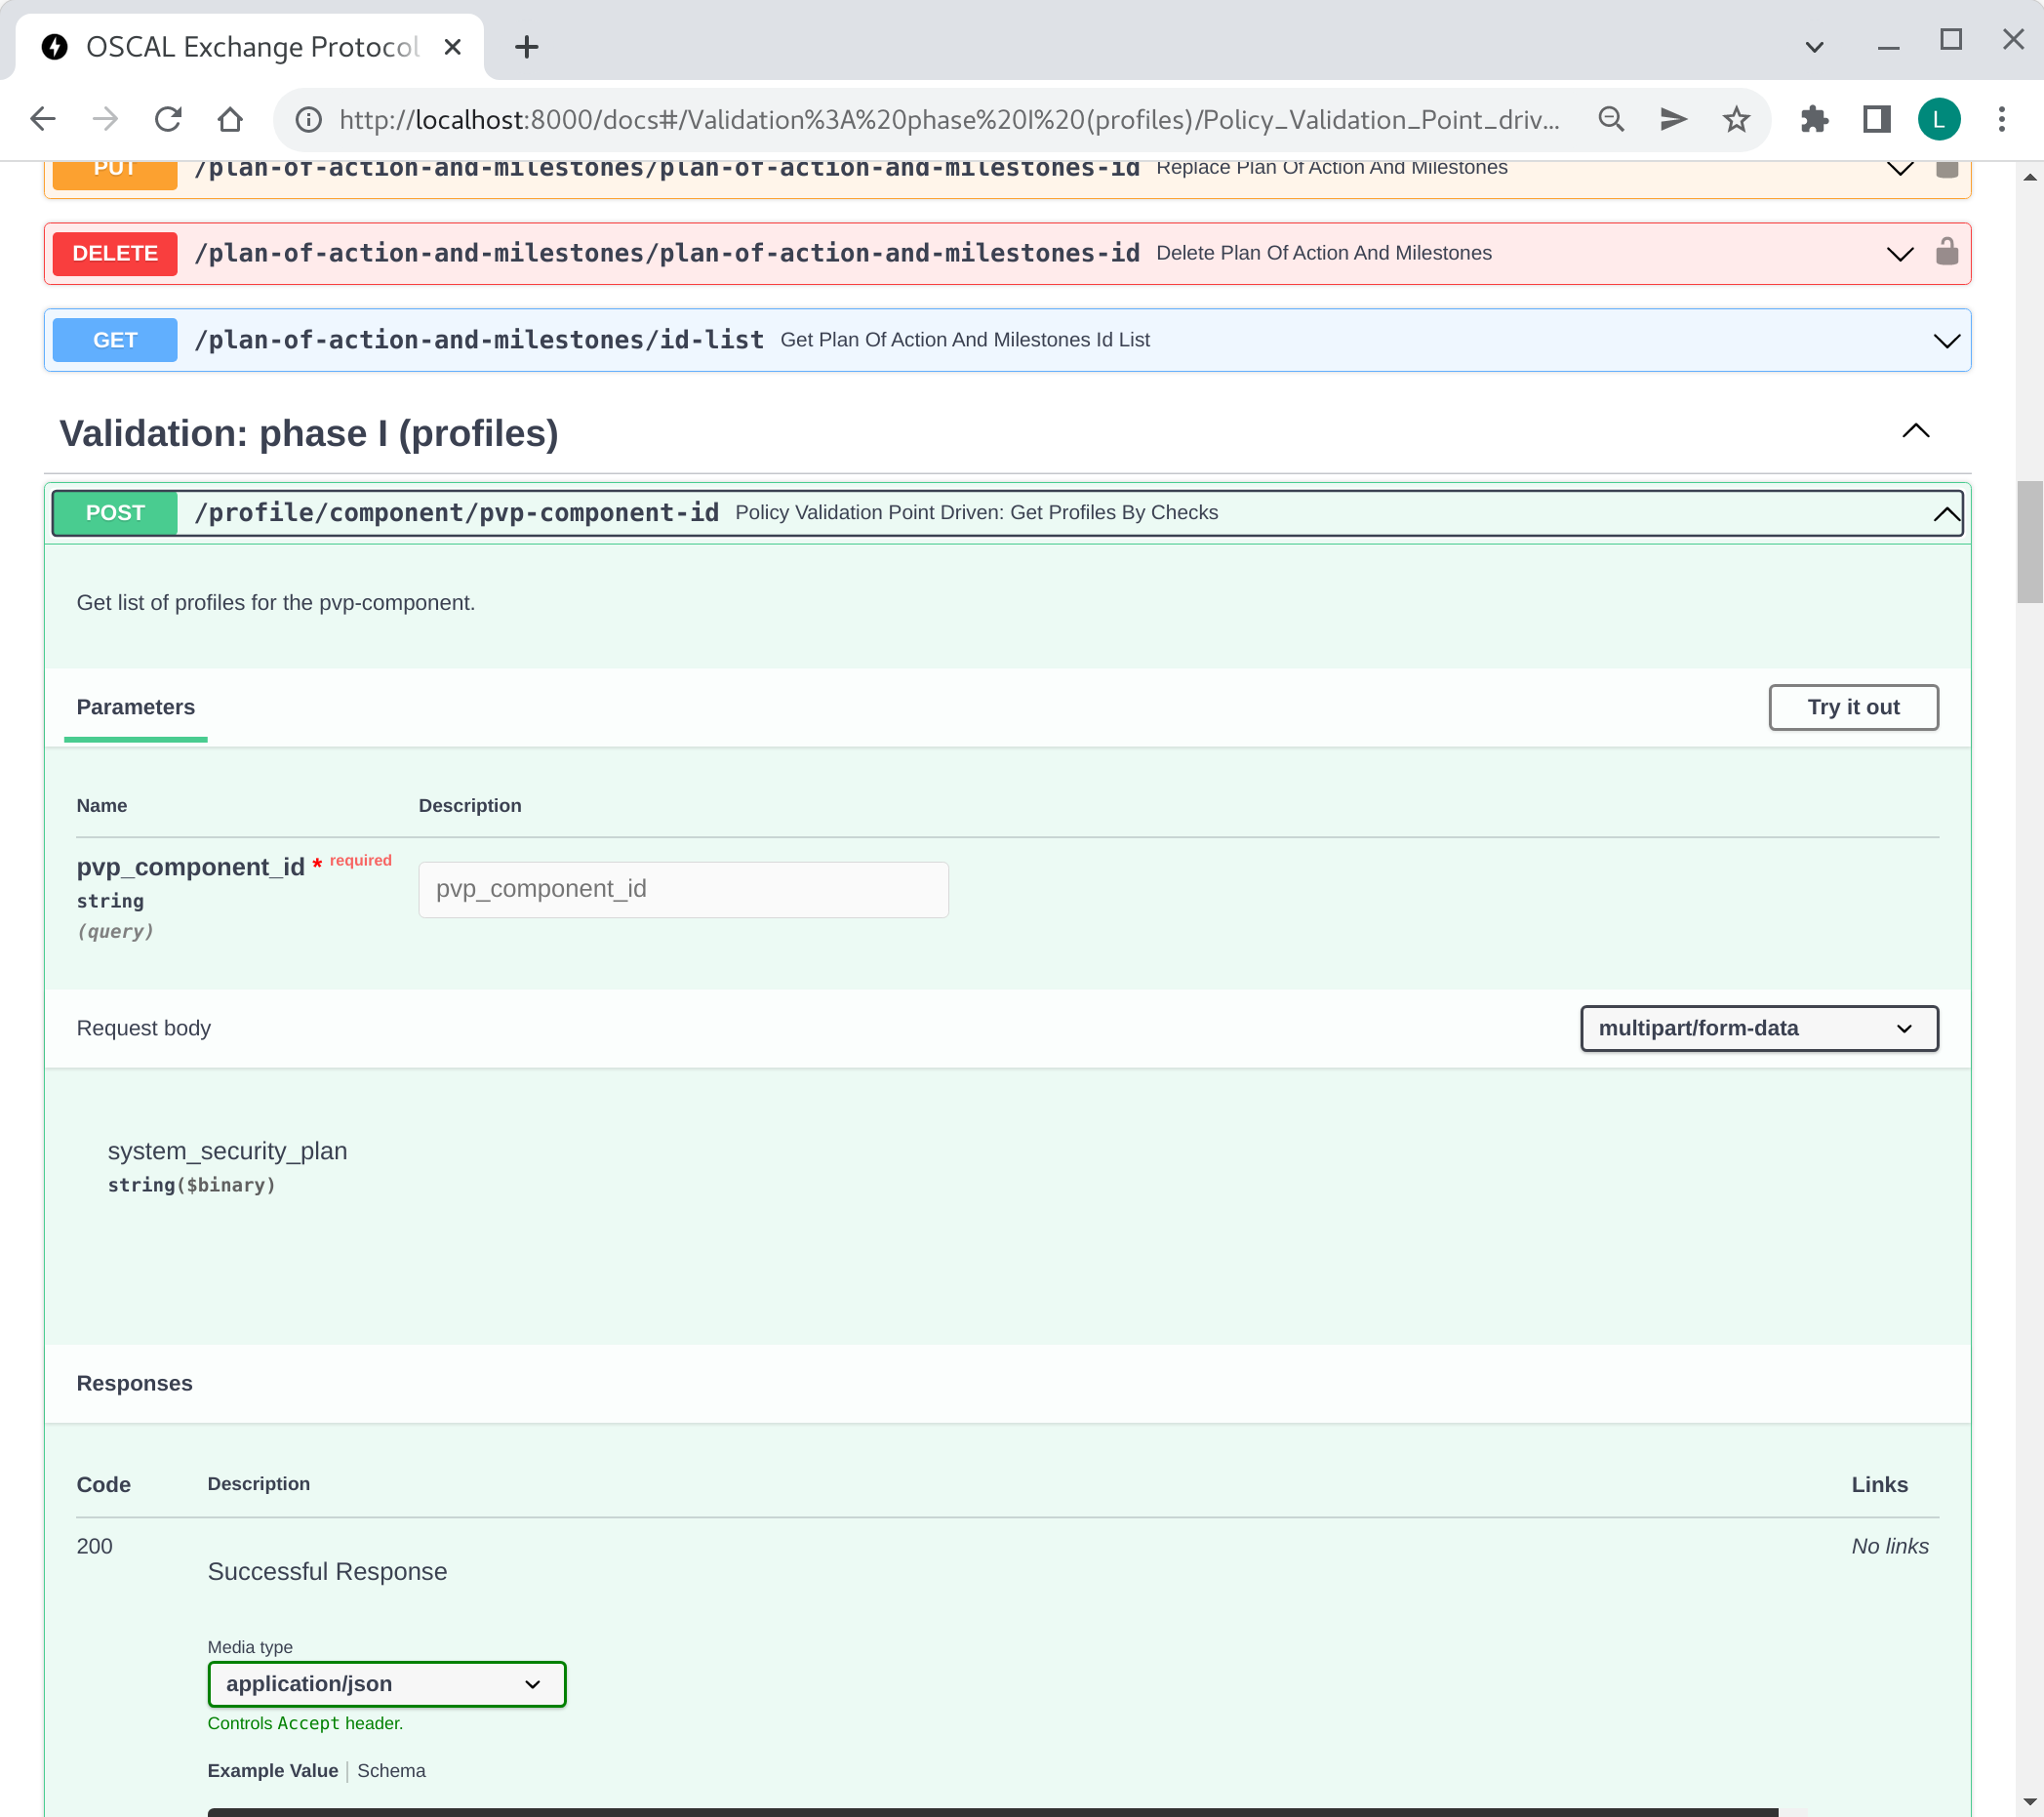 OSCAL Exchange Protocol
http://localhost:8000/docs#/Validation%3A%20phase%20I%20(profiles)/Policy_Validation_Point_driv...
L
PUT /plan-of-action-and-milestones/plan-of-action-and-milestones-id Replace Plan Of Action And Milestones
DELETE /plan-of-action-and-milestones/plan-of-action-and-milestones-id Delete Plan Of Action And Milestones
GET /plan-of-action-and-milestones/id-list Get Plan Of Action And Milestones Id List
Validation: phase I (profiles)
POST /profile/component/pvp-component-id Policy Validation Point Driven: Get Profiles By Checks
Get list of profiles for the pvp-component.
Parameters Try it out
Name Description
pvp_component_id * required
string
(query)
pvp_component_id
Request body multipart/form-data
system_security_plan
string($binary)
Responses
Code Description Links
200 No links
Successful Response
Media type
application/json
Controls Accept header.
Example Value | Schema